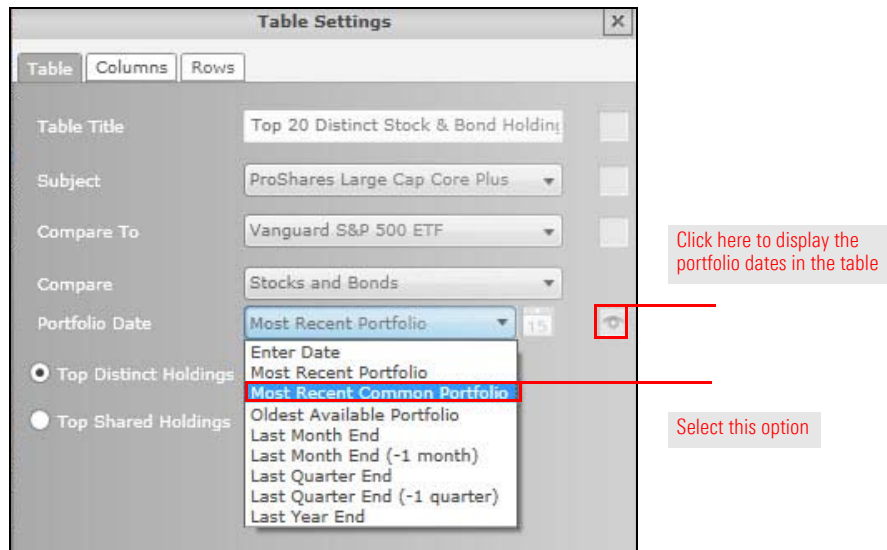 Table Settings
Table Columns Rows
Table Title Top 20 Distinct Stock & Bond Holding
Subject ProShares Large Cap Core Plus
Compare To Vanguard S&P 500 ETF
Click here to display the
portfolio dates in the table
Compare Stocks and Bonds
Portfolio Date Most Recent Portfolio 15
Enter Date
Most Recent Portfolio
Top Distinct Holdings
Most Recent Common Portfolio
Oldest Available Portfolio
Top Shared Holdings
Select this option
Last Month End
Last Month End (-1 month)
Last Quarter End
Last Quarter End (-1 quarter)
Last Year End